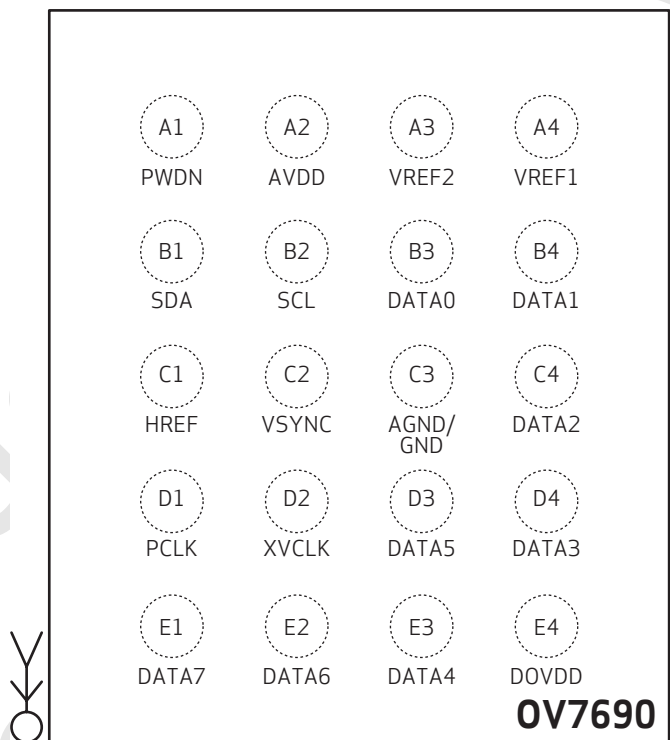 A1 A2 A3 A4
PWDN AVDD VREF2 VREF1
B1 B2 B3 B4
SDA SCL DATA0 DATA1
C1 C2 C3 C4
HREF VSYNC AGND/ DATA2
GND
D1 D2 D3 D4
PCLK XVCLK DATA5 DATA3
E1 E2 E3 E4
DATA7 DATA6 DATA4 DOVDD
OV7690